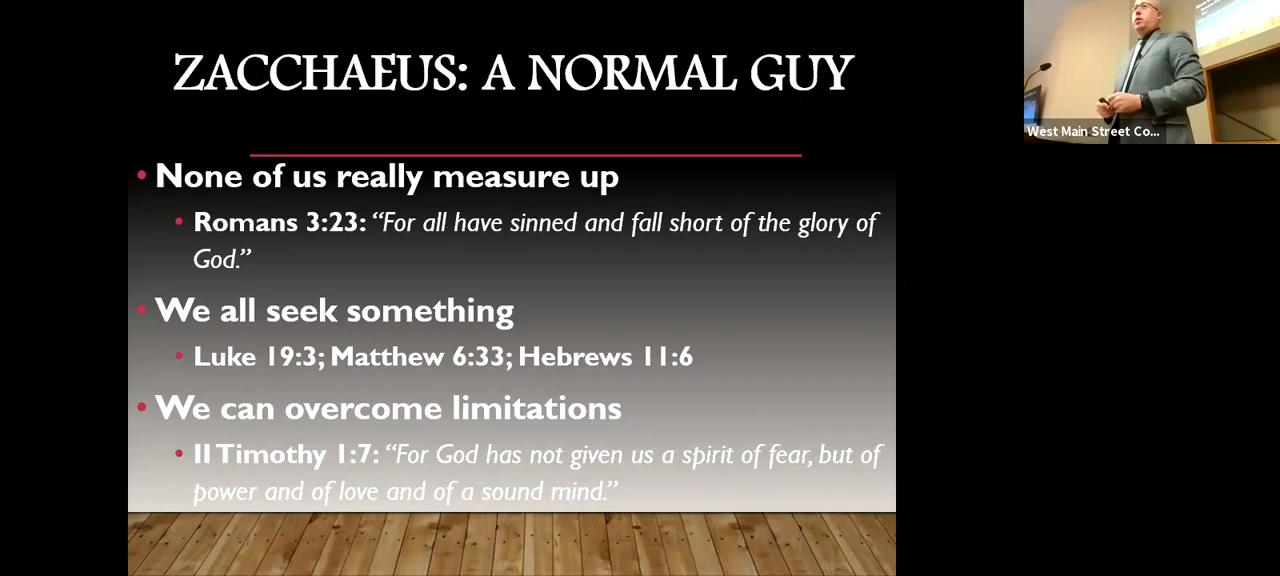 ZACCHAEUS: A NORMAL GUY
• None of us really measure up
• Romans 3:23: “For all have sinned and fall short of the glory of
God.”
• We all seek something
• Luke 19:3; Matthew 6:33; Hebrews 11:6
• We can overcome limitations
• II Timothy 1:7: “For God has not given us a spirit of fear, but of
power and of love and of a sound mind.”
West Main Street Co...